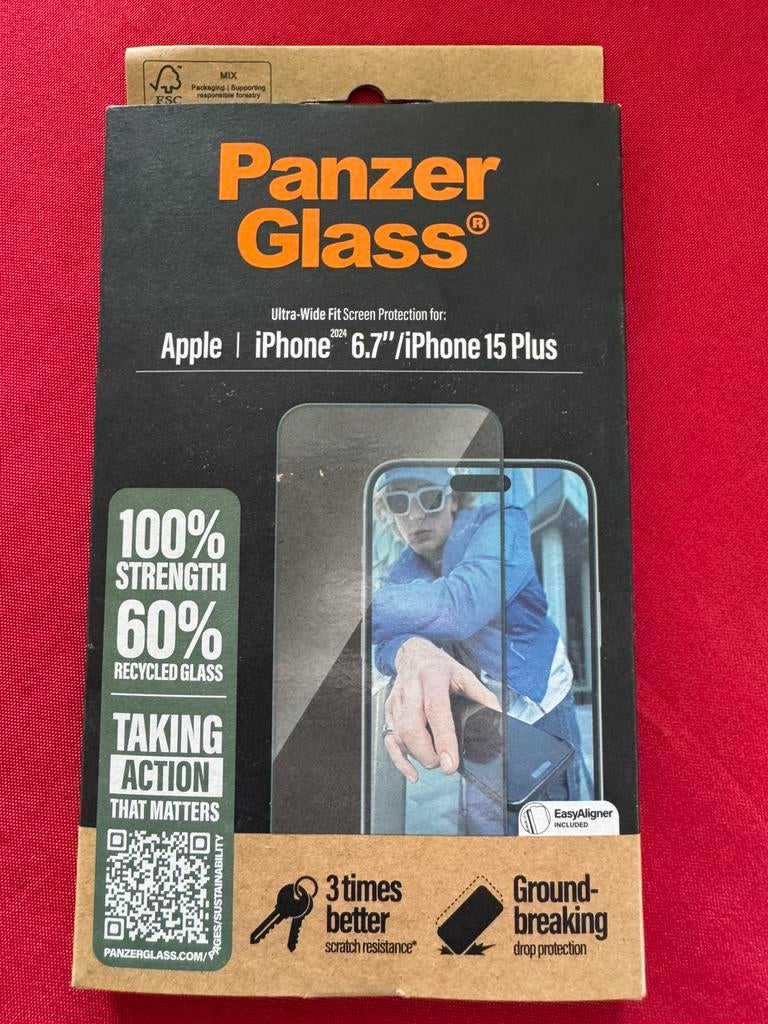 FSC
MIX
Packaging | Supporting
responsible forestry
Panzer
Glass®
Ultra-Wide Fit Screen Protection for:
Apple | iPhone 2024 6.7"/iPhone 15 Plus
100%
STRENGTH
60%
RECYCLED GLASS
TAKING
ACTION
THAT MATTERS
PANZERGLASS.COM/PAGES/SUSTAINABILITY
EasyAligner
INCLUDED
3 times
better
scratch resistance*
Ground-
breaking
drop protection